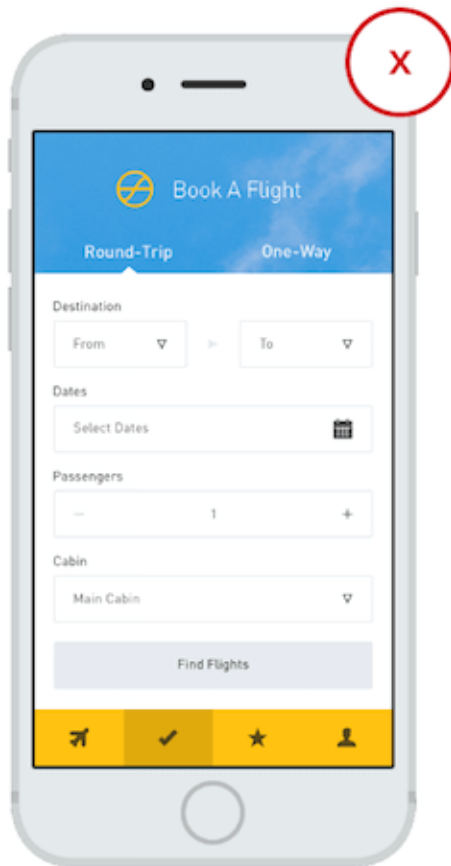 X
Book A Flight
Round-Trip One-Way
Destination
From To
Dates
Select Dates
Passengers
- 1 +
Cabin
Main Cabin
Find Flights